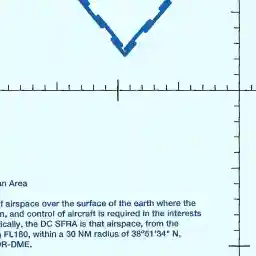 an Area
f airspace over the surface of the earth where the
n, and control of aircraft is required in the interests
ically, the DC SFRA is that airspace, from the
FL180, within a 30 NM radius of 38°51'34" N,
R-DME.